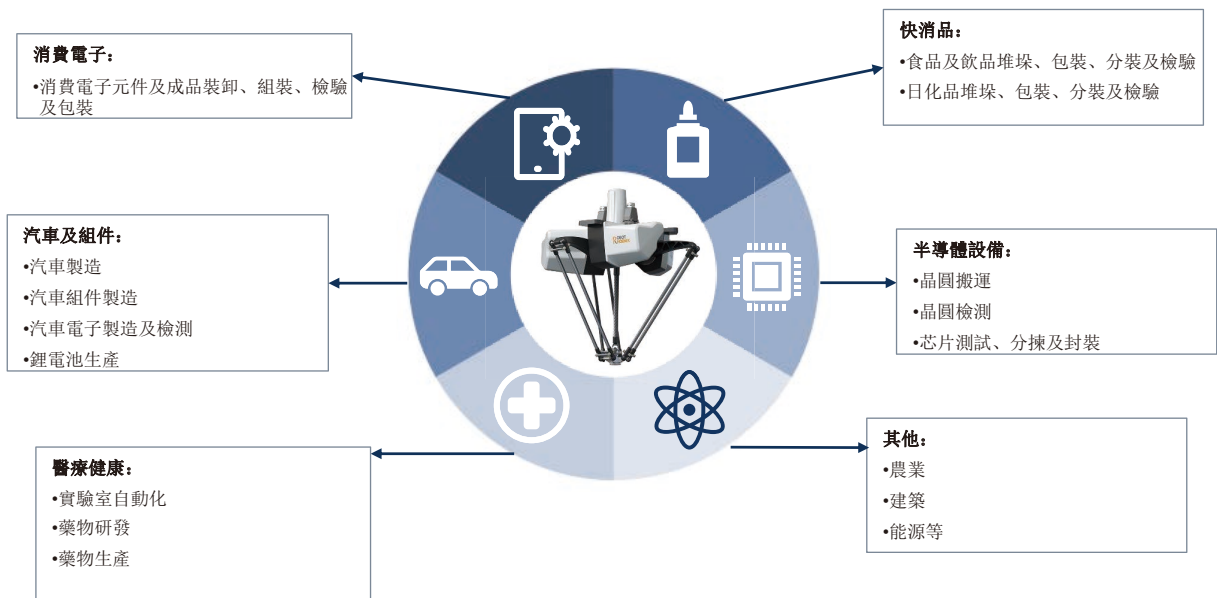 消費電子:
•消費電子元件及成品裝卸、組裝、檢驗
及包裝
快消品:
•食品及飲品堆垛、包裝、分裝及檢驗
•日化品堆垛、包裝、分裝及檢驗
汽車及組件:
•汽車製造
•汽車組件製造
•汽車電子製造及檢測
•鋰電池生產
半導體設備:
•晶圓搬運
•晶圓檢測
•芯片測試、分揀及封裝
醫療健康:
•實驗室自動化
•藥物研發
•藥物生產
其他:
•農業
•建築
•能源等